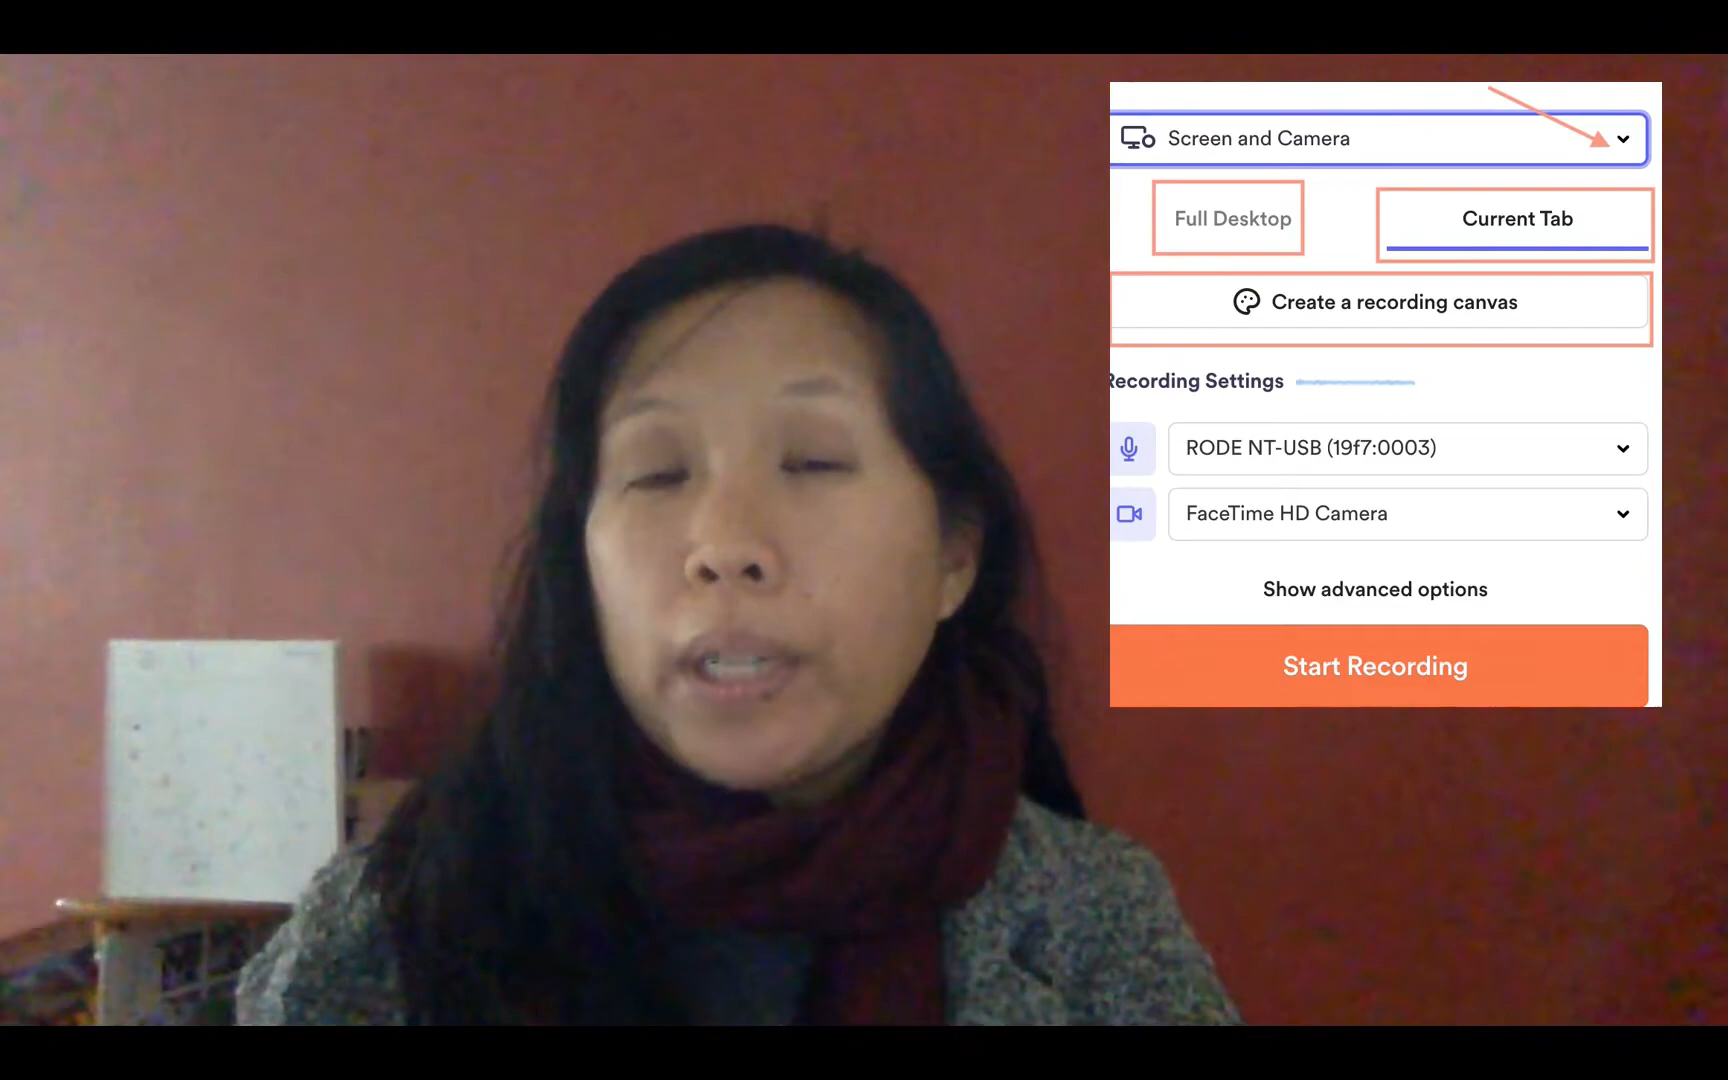 Screen and Camera
Full Desktop
Current Tab
Create a recording canvas
Recording Settings
RODE NT-USB (19f7:0003)
FaceTime HD Camera
Show advanced options
Start Recording